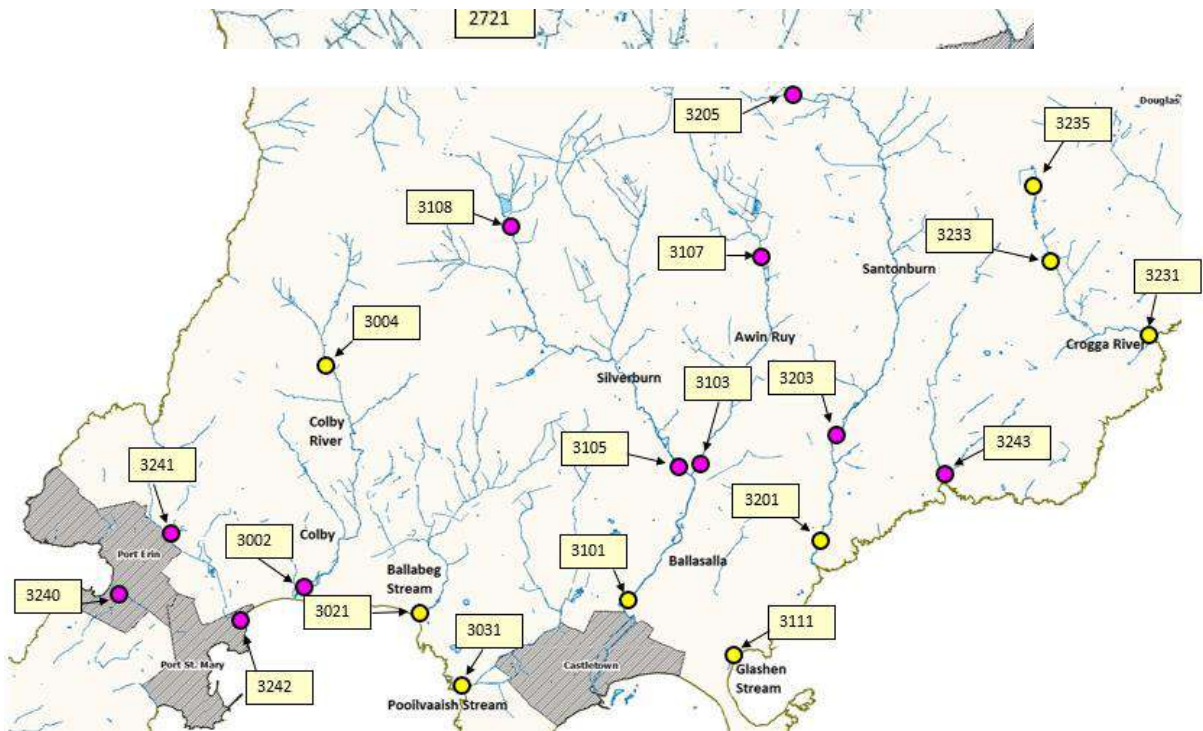 2721
3205
Douglas
3235
3108
3233
3107
Santonburn
3231
3004
Awin Ruy
Crogga River
Silverburn
3103
3203
Colby
River
3241
3105
3243
3201
Port Erin
3002
Colby
3101
Ballasalla
Ballabeg
Stream
3240
3021
3031
3111
Port St. Mary
Castletown
Glashen
Stream
3242
Pooilvaaish Stream